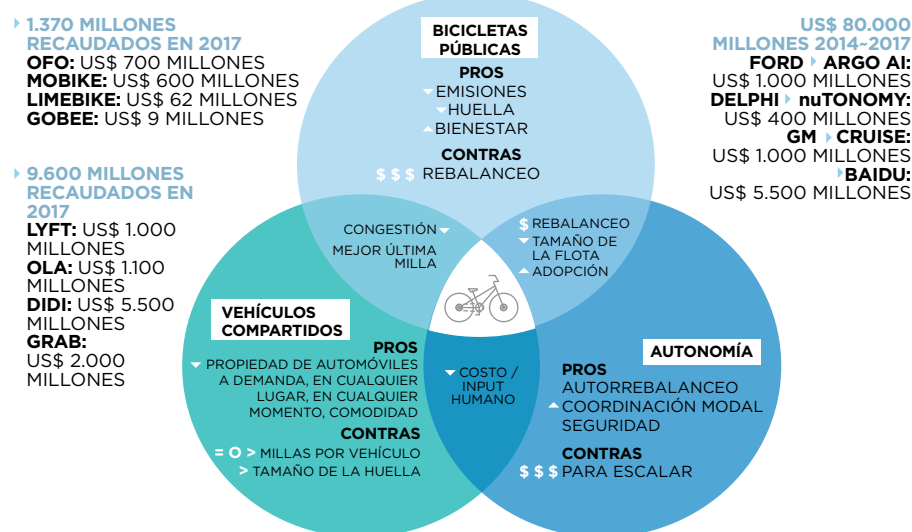 1.370 MILLONES
RECAUDADOS EN 2017
OFO: US$ 700 MILLONES
MOBIKE: US$ 600 MILLONES
LIMEBIKE: US$ 62 MILLONES
GOBEE: US$ 9 MILLONES
9.600 MILLONES
RECAUDADOS EN
2017
LYFT: US$ 1.000
MILLONES
OLA: US$ 1.100
MILLONES
DIDI: US$ 5.500
MILLONES
GRAB:
US$ 2.000
MILLONES
BICICLETAS
PÚBLICAS
PROS
EMISIONES
HUELLA
BIENESTAR
CONTRAS
$ $ $ REBALANCEO
US$ 80.000
MILLONES 2014~2017
FORD ARGO AI:
US$ 1.000 MILLONES
DELPHI nuTONOMY:
US$ 400 MILLONES
GM CRUISE:
US$ 1.000 MILLONES
BAIDU:
US$ 5.500 MILLONES
CONGESTIÓN
MEJOR ÚLTIMA
MILLA
$ REBALANCEO
TAMAÑO DE
LA FLOTA
ADOPCIÓN
VEHÍCULOS
COMPARTIDOS
PROS
PROPIEDAD DE AUTOMÓVILES
A DEMANDA, EN CUALQUIER
LUGAR, EN CUALQUIER
MOMENTO, COMODIDAD
CONTRAS
= O > MILLAS POR VEHÍCULO
> TAMAÑO DE LA HUELLA
COSTO /
INPUT
HUMANO
AUTONOMÍA
PROS
AUTORREBALANCEO
COORDINACIÓN MODAL
SEGURIDAD
CONTRAS
$ $ $ PARA ESCALAR